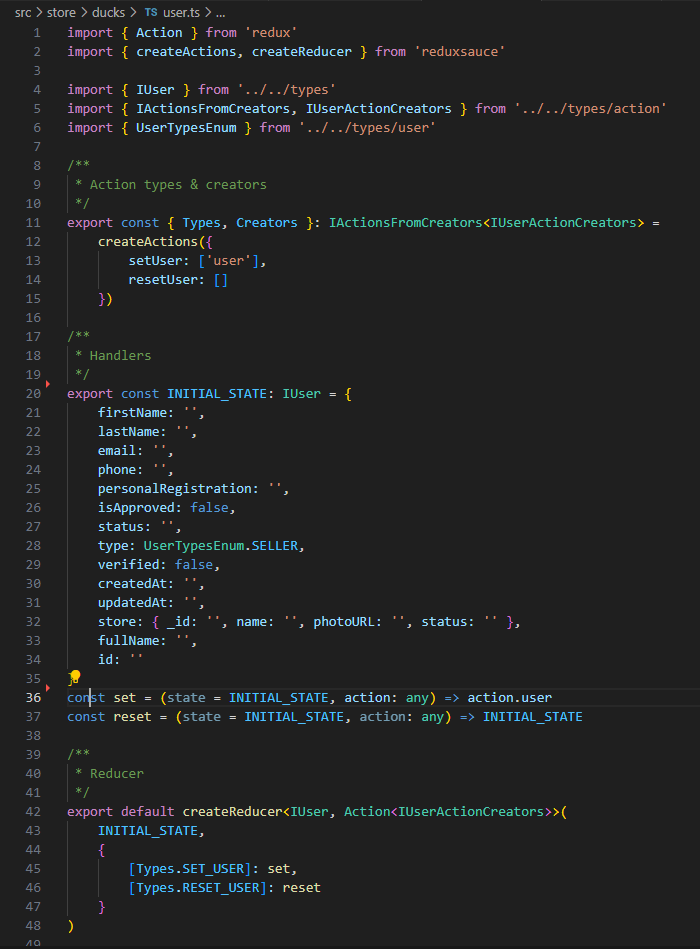 src > store > ducks > TS user.ts > ...
1 import { Action } from 'redux'
2 import { createActions, createReducer } from 'reduxsauce'
3
4 import { IUser } from '../../types'
5 import { IActionsFromCreators, IUserActionCreators } from '../../types/action'
6 import { UserTypesEnum } from '../../types/user'
7
8 /**
9  * Action types & creators
10  */
11 export const { Types, Creators }: IActionsFromCreators<IUserActionCreators> =
12     createActions({
13         setUser: ['user'],
14         resetUser: []
15     })
16
17 /**
18  * Handlers
19  */
20 export const INITIAL_STATE: IUser = {
21     firstName: '',
22     lastName: '',
23     email: '',
24     phone: '',
25     personalRegistration: '',
26     isApproved: false,
27     status: '',
28     type: UserTypesEnum.SELLER,
29     verified: false,
30     createdAt: '',
31     updatedAt: '',
32     store: { _id: '', name: '', photoURL: '', status: '' },
33     fullName: '',
34     id: ''
35 }
36 const set = (state = INITIAL_STATE, action: any) => action.user
37 const reset = (state = INITIAL_STATE, action: any) => INITIAL_STATE
38
39 /**
40  * Reducer
41  */
42 export default createReducer<IUser, Action<IUserActionCreators>>(
43     INITIAL_STATE,
44     {
45         [Types.SET_USER]: set,
46         [Types.RESET_USER]: reset
47     }
48 )
49